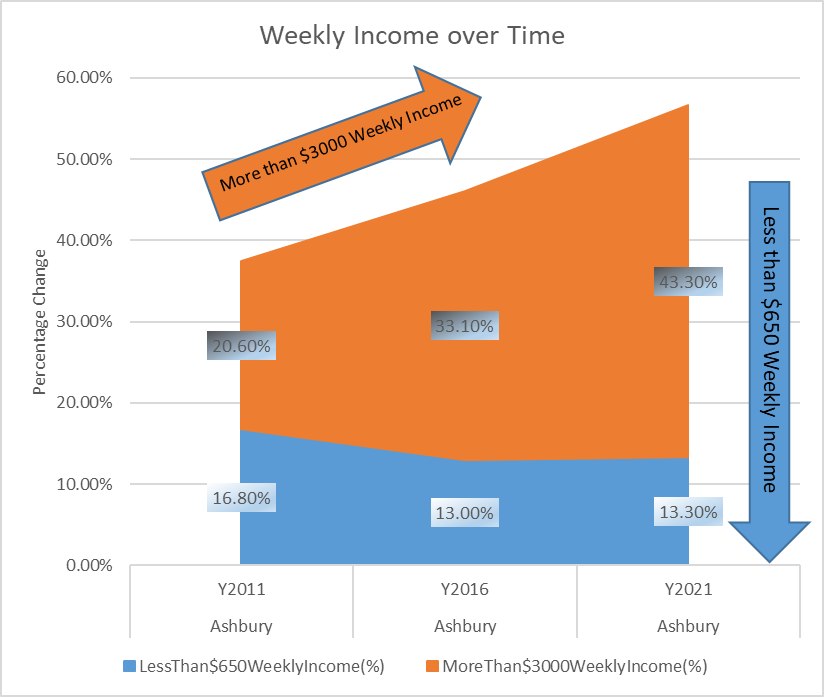 Weekly Income over Time
60.00%
50.00%
40.00%
30.00%
20.00%
10.00%
0.00%
Percentage Change
More than $3000 Weekly Income
Less than $650 Weekly Income
20.60%
33.10%
43.30%
16.80%
13.00%
13.30%
Y2011 Y2016 Y2021
Ashbury Ashbury Ashbury
LessThan$650WeeklyIncome(%) MoreThan$3000WeeklyIncome(%)